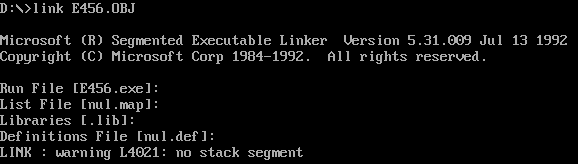 D:\>link E456.OBJ
Microsoft (R) Segmented Executable Linker  Version 5.31.009 Jul 13 1992
Copyright (C) Microsoft Corp 1984-1992.  All rights reserved.
Run File [E456.exe]:
List File [nul.map]:
Libraries [.lib]:
Definitions File [nul.def]:
LINK : warning L4021: no stack segment